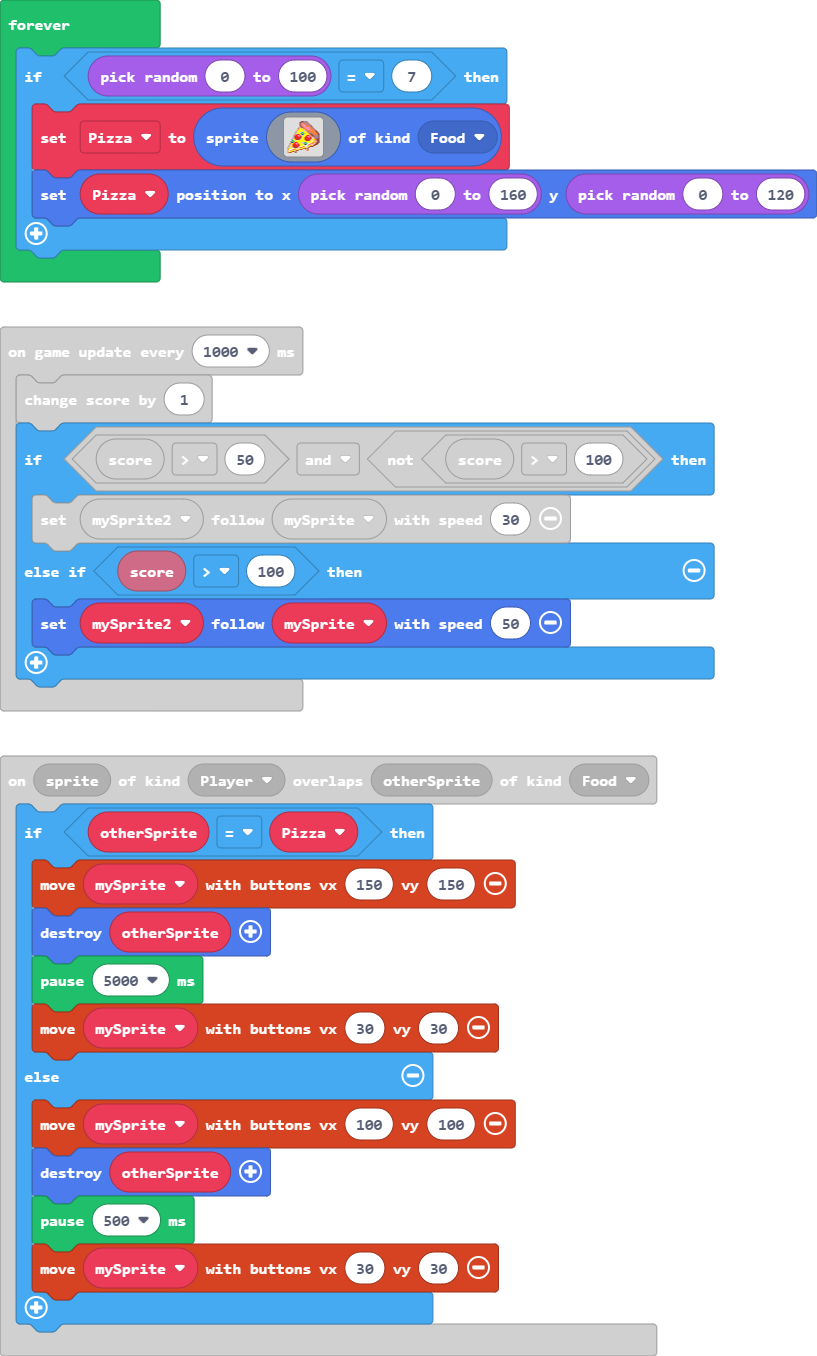 forever
if pick random 0 to 100 = 7 then
set Pizza to sprite of kind Food
set Pizza position to x pick random 0 to 160 y pick random 0 to 120
on game update every 1000 ms
change score by 1
if score > 50 and not score > 100 then
set mySprite2 follow mySprite with speed 30
else if score > 100 then
set mySprite2 follow mySprite with speed 50
on sprite of kind Player overlaps otherSprite of kind Food
if otherSprite = Pizza then
move mySprite with buttons vx 150 vy 150
destroy otherSprite
pause 5000 ms
move mySprite with buttons vx 30 vy 30
else
move mySprite with buttons vx 100 vy 100
destroy otherSprite
pause 500 ms
move mySprite with buttons vx 30 vy 30